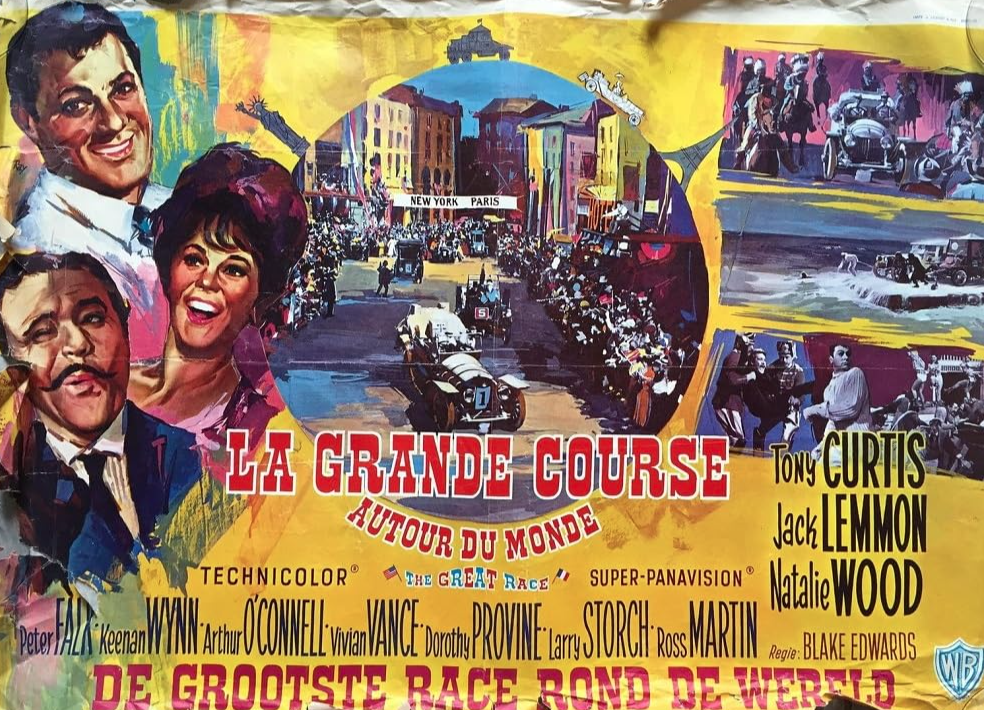 NEW YORK PARIS
5
1
LA GRANDE COURSE
AUTOUR DU MONDE
TECHNICOLOR®
THE GREAT RACE
SUPER-PANAVISION®
Tony CURTIS
Jack LEMMON
Natalie WOOD
Peter FALK · Keenan WYNN · Arthur O'CONNELL · Vivian VANCE · Dorothy PROVINE · Larry STORCH · Ross MARTIN
Regie: BLAKE EDWARDS
DE GROOTSTE RACE ROND DE WERELD
WB